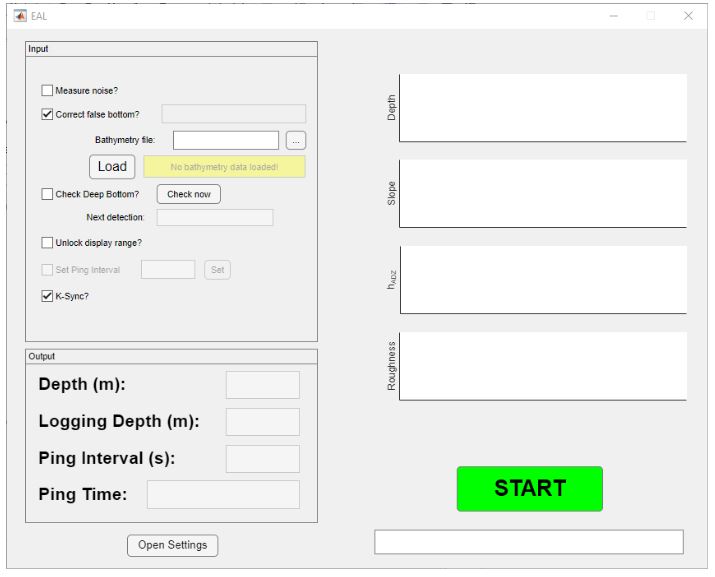 EAL
Input
Measure noise?
Correct false bottom?
Bathymetry file:
...
Load
No bathymetry data loaded!
Check Deep Bottom?
Check now
Next detection:
Unlock display range?
Set Ping Interval
Set
K-Sync?
Output
Depth (m):
Logging Depth (m):
Ping Interval (s):
Ping Time:
Open Settings
Depth
Slope
hADZ
Roughness
START